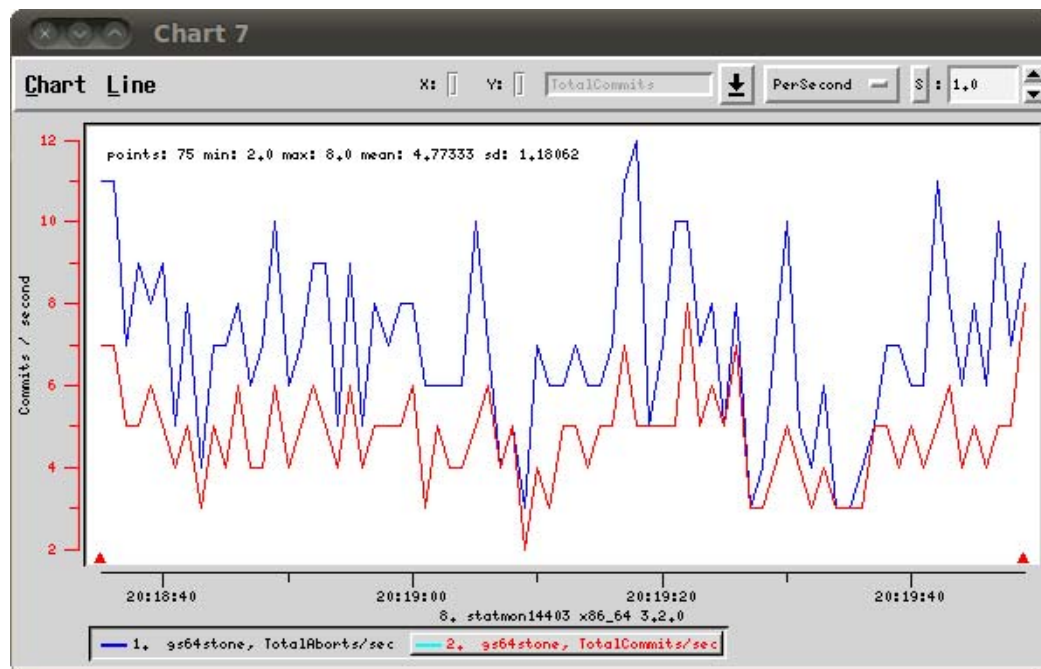 Chart 7
Chart Line X: Y: TotalCommits PerSecond S : 1.0
points: 75 min: 2.0 max: 8.0 mean: 4.77333 sd: 1.18062
12
10
8
6
4
2
Commits / second
20:18:40 20:19:00 20:19:20 20:19:40
8. statmon14403 x86_64 3.2.0
1. gs64stone, TotalAborts/sec 2. gs64stone, TotalCommits/sec